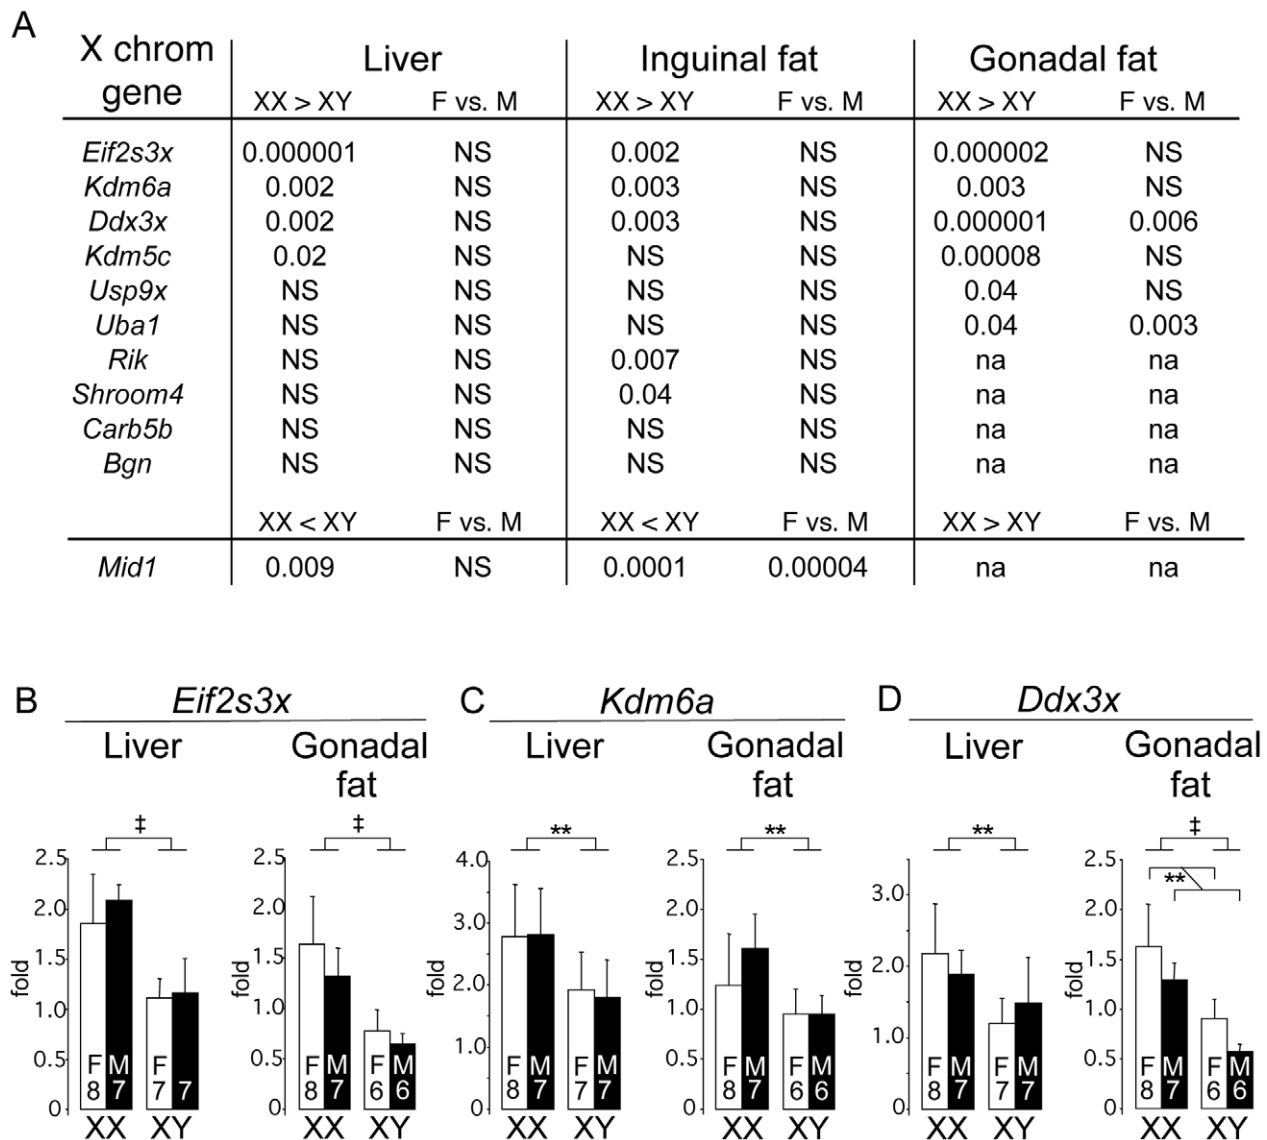 A
X chrom gene Liver Inguinal fat Gonadal fat
XX > XY F vs. M XX > XY F vs. M XX > XY F vs. M
Eif2s3x 0.000001 NS 0.002 NS 0.000002 NS
Kdm6a 0.002 NS 0.003 NS 0.003 NS
Ddx3x 0.002 NS 0.003 NS 0.000001 0.006
Kdm5c 0.02 NS NS NS 0.00008 NS
Usp9x NS NS NS NS 0.04 NS
Uba1 NS NS NS NS 0.04 0.003
Rik NS NS 0.007 NS na na
Shroom4 NS NS 0.04 NS na na
Carb5b NS NS NS NS na na
Bgn NS NS NS NS na na
XX < XY F vs. M XX < XY F vs. M XX > XY F vs. M
Mid1 0.009 NS 0.0001 0.00004 na na
B Eif2s3x
Liver
‡
2.5
2.0
1.5
1.0
0.5
0
fold
F M F
8 7 7 7
XX XY
Gonadal
fat
‡
2.5
2.0
1.5
1.0
0.5
0
fold
F M F M
8 7 6 6
XX XY
C Kdm6a
Liver
**
4.0
3.0
2.0
1.0
0
fold
F M F M
8 7 7 7
XX XY
Gonadal
fat
**
2.5
2.0
1.5
1.0
0.5
0
fold
F M F M
8 7 6 6
XX XY
D Ddx3x
Liver
**
3.0
2.0
1.0
0
fold
F M F M
8 7 7 7
XX XY
Gonadal
fat
‡
**
2.5
2.0
1.5
1.0
0.5
0
fold
F M F M
8 7 6 6
XX XY